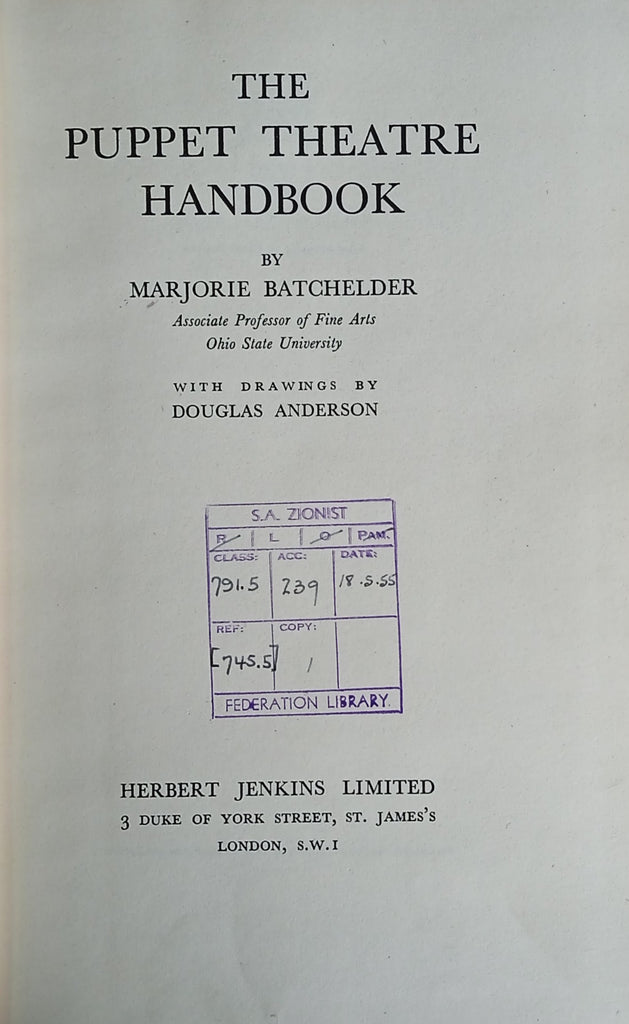 THE
PUPPET THEATRE
HANDBOOK
BY
MARJORIE BATCHELDER
Associate Professor of Fine Arts
Ohio State University
WITH DRAWINGS BY
DOUGLAS ANDERSON
S.A. ZIONIST
R | L | O | PAM.
CLASS: ACC: DATE:
791.5 239 18.5.55
REF: COPY:
[745.5] 1
FEDERATION LIBRARY.
HERBERT JENKINS LIMITED
3 DUKE OF YORK STREET, ST. JAMES'S
LONDON, S.W.1